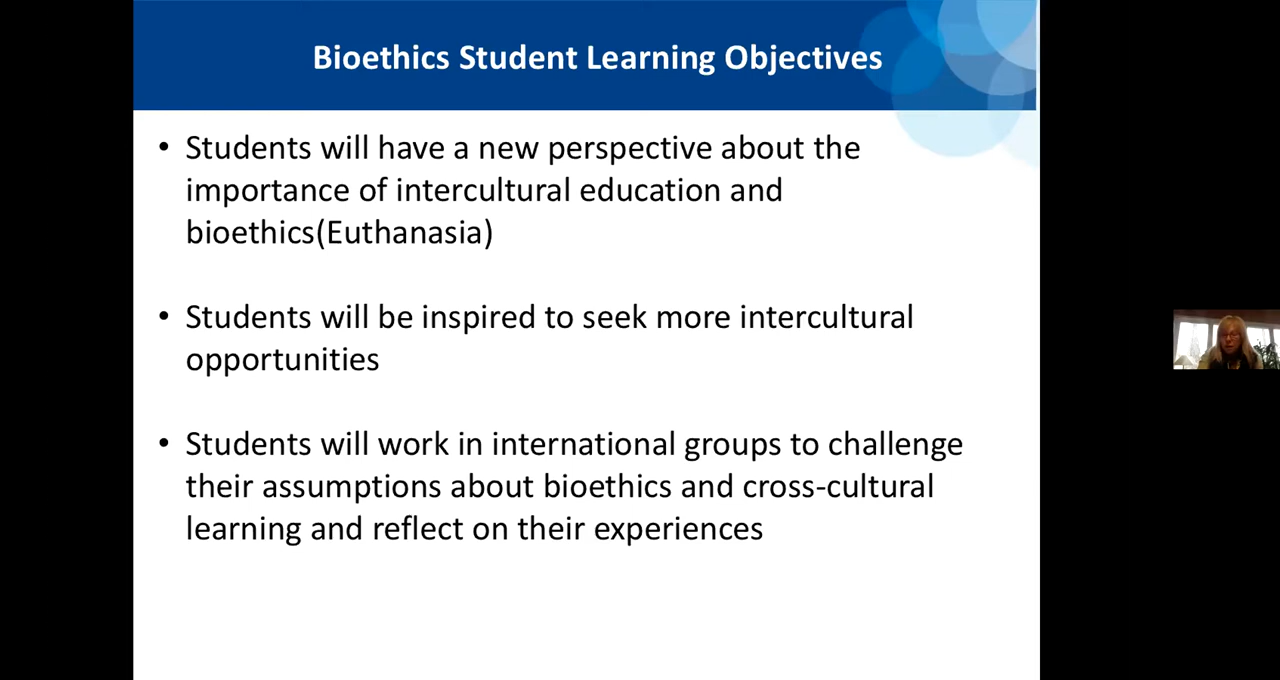 Bioethics Student Learning Objectives
• Students will have a new perspective about the
importance of intercultural education and
bioethics(Euthanasia)
• Students will be inspired to seek more intercultural
opportunities
• Students will work in international groups to challenge
their assumptions about bioethics and cross-cultural
learning and reflect on their experiences